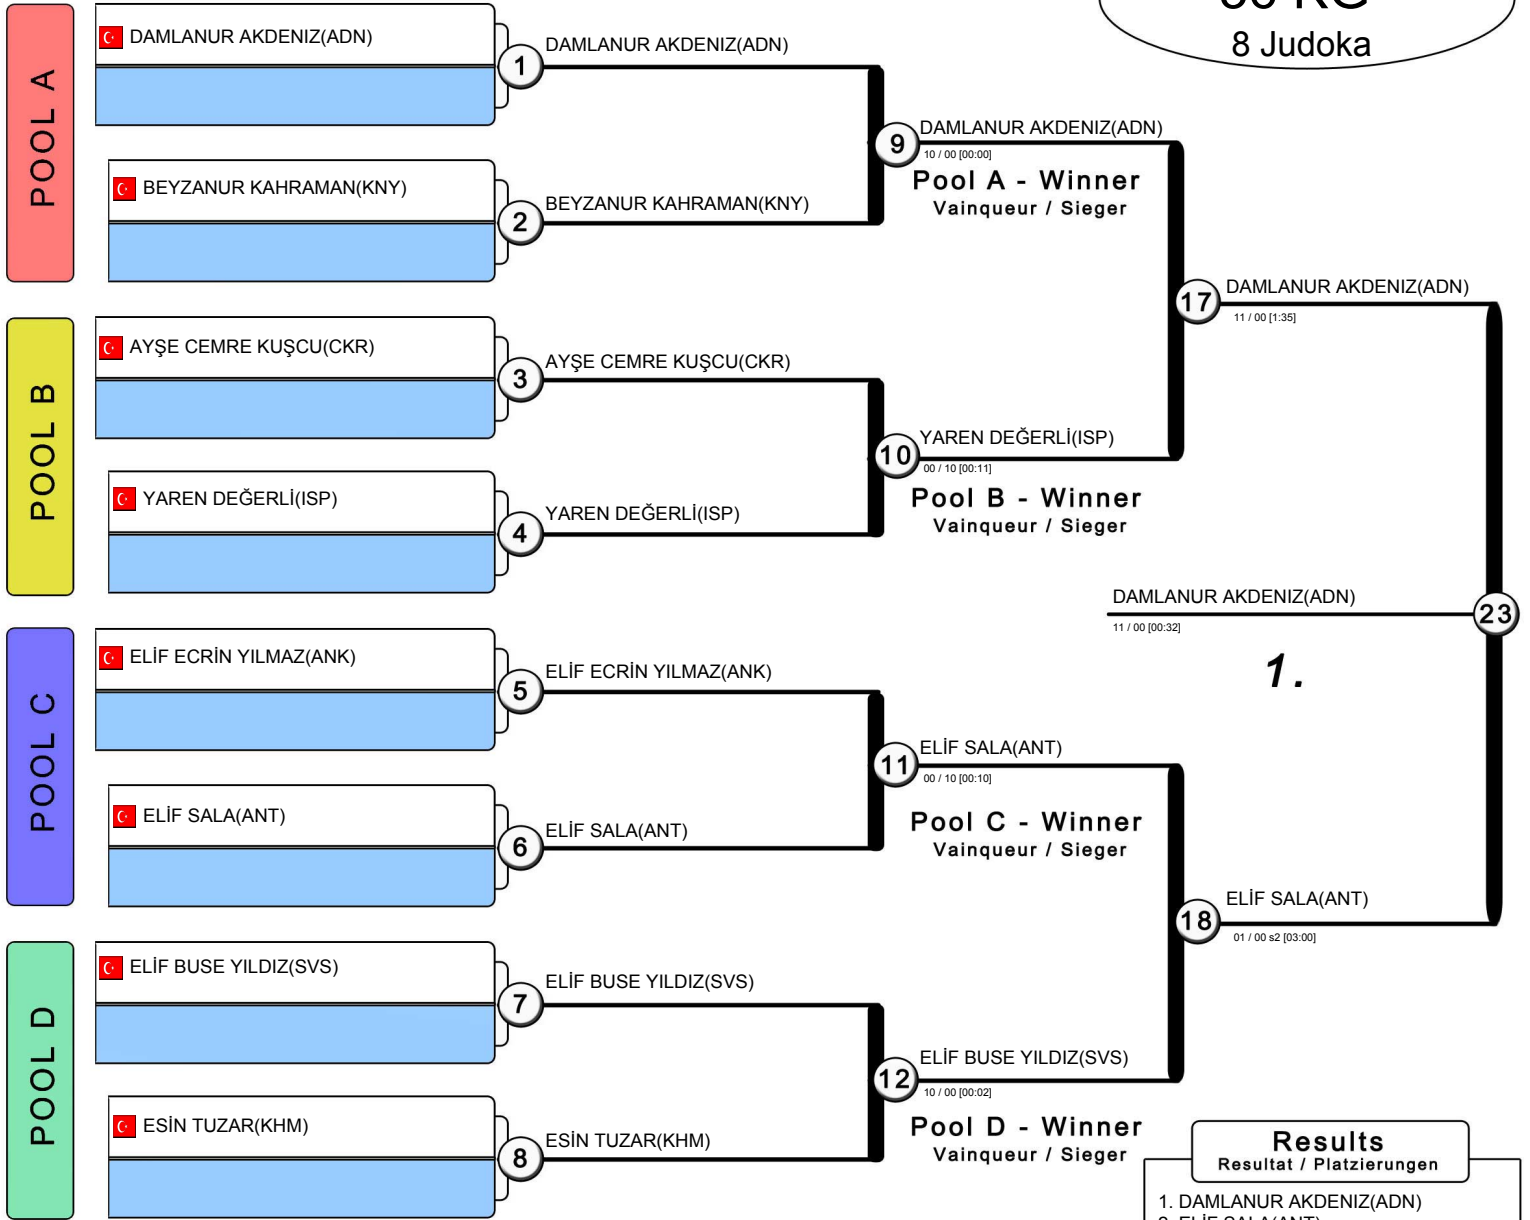 KG
8 Judoka
POOL A
DAMLANUR AKDENIZ(ADN)
BEYZANUR KAHRAMAN(KNY)
1
DAMLANUR AKDENIZ(ADN)
2
BEYZANUR KAHRAMAN(KNY)
9
DAMLANUR AKDENIZ(ADN)
10 / 00 [00:00]
Pool A - Winner
Vainqueur / Sieger
POOL B
AYŞE CEMRE KUŞCU(CKR)
YAREN DEĞERLİ(ISP)
3
AYŞE CEMRE KUŞCU(CKR)
4
YAREN DEĞERLİ(ISP)
10
YAREN DEĞERLİ(ISP)
00 / 10 [00:11]
Pool B - Winner
Vainqueur / Sieger
17
DAMLANUR AKDENIZ(ADN)
11 / 00 [1:35]
POOL C
ELİF ECRİN YILMAZ(ANK)
ELİF SALA(ANT)
5
ELİF ECRİN YILMAZ(ANK)
6
ELİF SALA(ANT)
11
ELİF SALA(ANT)
00 / 10 [00:10]
Pool C - Winner
Vainqueur / Sieger
POOL D
ELİF BUSE YILDIZ(SVS)
ESİN TUZAR(KHM)
7
ELİF BUSE YILDIZ(SVS)
8
ESİN TUZAR(KHM)
12
ELİF BUSE YILDIZ(SVS)
10 / 00 [00:02]
Pool D - Winner
Vainqueur / Sieger
18
ELİF SALA(ANT)
01 / 00 s2 [03:00]
23
DAMLANUR AKDENIZ(ADN)
11 / 00 [00:32]
1.
Results
Resultat / Platzierungen
1. DAMLANUR AKDENIZ(ADN)
2. ELİF SALA(ANT)